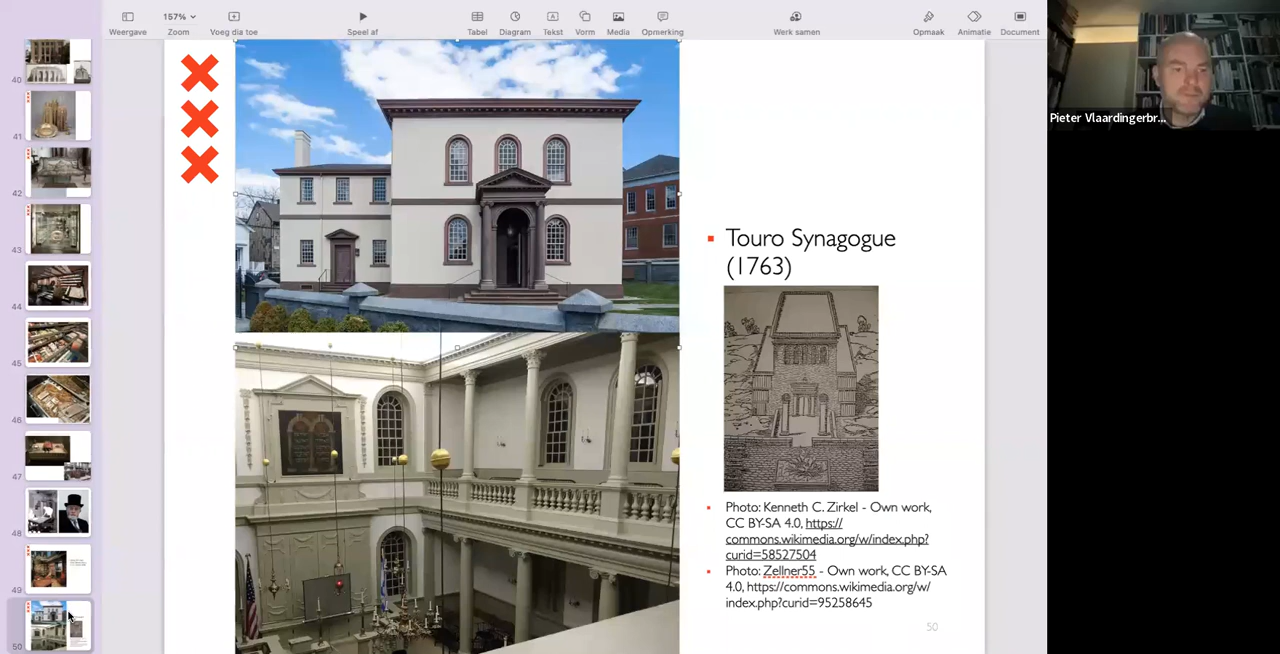 157%
Weergave
Zoom
Voeg dia toe
Speel af
Tabel
Diagram
Tekst
Vorm
Media
Opmerking
Werk samen
Opmaak
Animatie
Document
Pieter Vlaardingerbr...
40
41
42
43
44
45
46
47
48
49
50
Touro Synagogue
(1763)
Photo: Kenneth C. Zirkel - Own work,
CC BY-SA 4.0, https://
commons.wikimedia.org/w/index.php?
curid=58527504
Photo: Zellner55 - Own work, CC BY-SA
4.0, https://commons.wikimedia.org/w/
index.php?curid=95258645
50